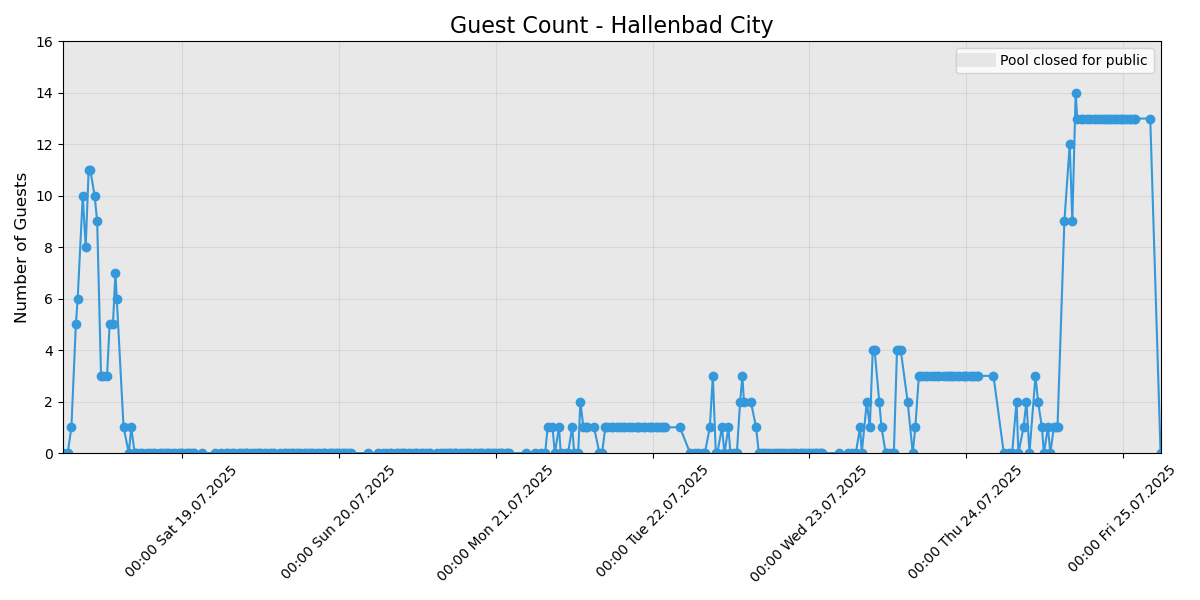 Guest Count - Hallenbad City
Pool closed for public
Number of Guests
16
14
12
10
8
6
4
2
0
00:00 Sat 19.07.2025
00:00 Sun 20.07.2025
00:00 Mon 21.07.2025
00:00 Tue 22.07.2025
00:00 Wed 23.07.2025
00:00 Thu 24.07.2025
00:00 Fri 25.07.2025